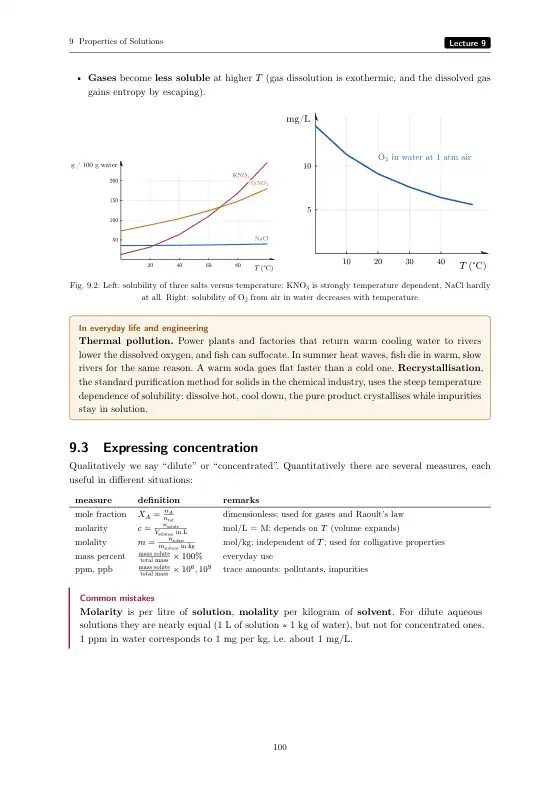 9 Properties of Solutions
Lecture 9
• Gases become less soluble at higher T (gas dissolution is exothermic, and the dissolved gas
gains entropy by escaping).
g / 100 g water
200
150
100
50
20
40
60
80
T (°C)
KNO3
NaNO3
NaCl
mg/L
10
5
10
20
30
40
T (°C)
O2 in water at 1 atm air
Fig. 9.2: Left: solubility of three salts versus temperature: KNO3 is strongly temperature dependent, NaCl hardly
at all. Right: solubility of O2 from air in water decreases with temperature.
In everyday life and engineering
Thermal pollution. Power plants and factories that return warm cooling water to rivers
lower the dissolved oxygen, and fish can suffocate. In summer heat waves, fish die in warm, slow
rivers for the same reason. A warm soda goes flat faster than a cold one. Recrystallisation,
the standard purification method for solids in the chemical industry, uses the steep temperature
dependence of solubility: dissolve hot, cool down, the pure product crystallises while impurities
stay in solution.
9.3 Expressing concentration
Qualitatively we say “dilute” or “concentrated”. Quantitatively there are several measures, each
useful in different situations:
measure definition remarks
mole fraction X_A = n_A / n_tot dimensionless; used for gases and Raoult's law
molarity c = n_solute / V_solution in L mol/L = M; depends on T (volume expands)
molality m = n_solute / m_solvent in kg mol/kg; independent of T; used for colligative properties
mass percent mass solute / total mass × 100% everyday use
ppm, ppb mass solute / total mass × 10^6, 10^9 trace amounts: pollutants, impurities
Common mistakes
Molarity is per litre of solution, molality per kilogram of solvent. For dilute aqueous
solutions they are nearly equal (1 L of solution ≈ 1 kg of water), but not for concentrated ones.
1 ppm in water corresponds to 1 mg per kg, i.e. about 1 mg/L.
100